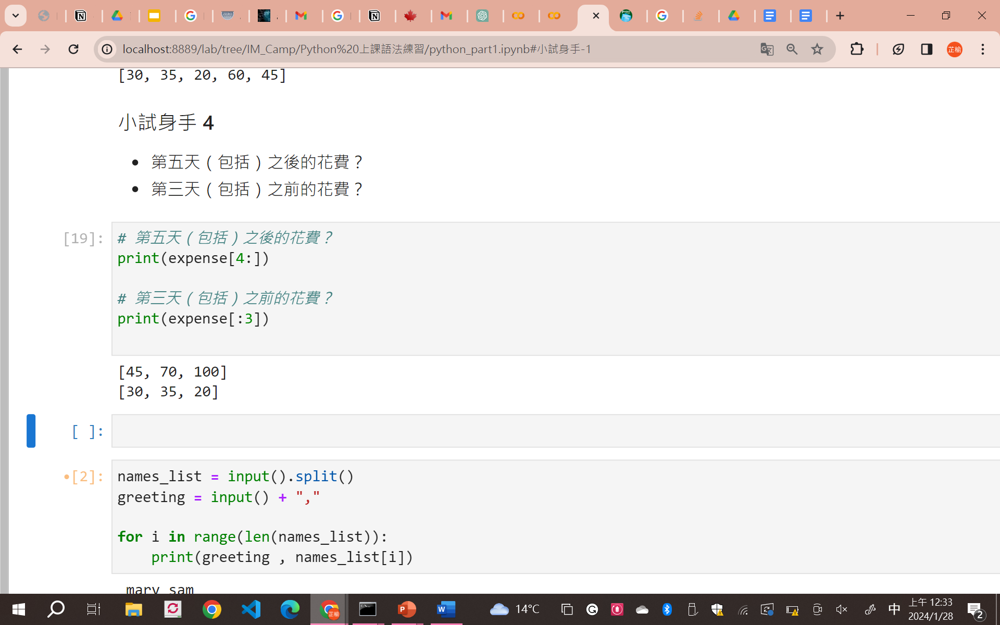 localhost:8889/lab/tree/IM_Camp/Python%20上課語法練習/python_part1.ipynb#小試身手-1
正榆
[30, 35, 20, 60, 45]
小試身手 4
• 第五天（包括）之後的花費？
• 第三天（包括）之前的花費？
[19]:
# 第五天（包括）之後的花費？
print(expense[4:])
# 第三天（包括）之前的花費？
print(expense[:3])
[45, 70, 100]
[30, 35, 20]
[ ]:
•[2]:
names_list = input().split()
greeting = input() + ","
for i in range(len(names_list)):
    print(greeting , names_list[i])
mary sam
14°C
中
上午 12:33
2024/1/28
2